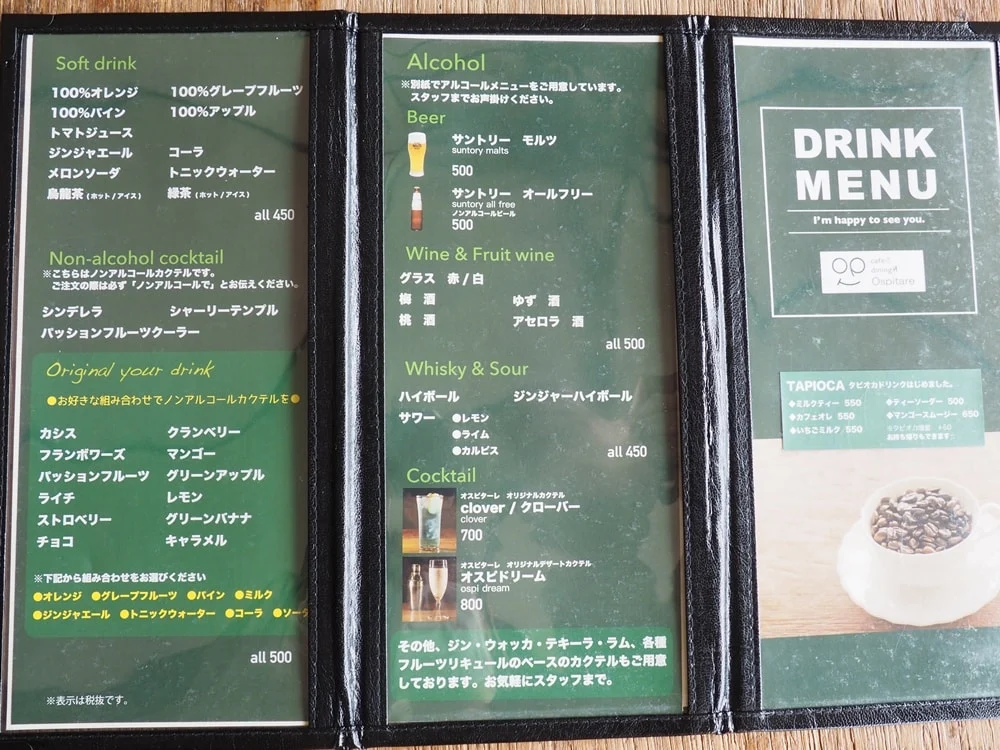 Soft drink
100%オレンジ 100%グレープフルーツ
100%パイン 100%アップル
トマトジュース
ジンジャエール コーラ
メロンソーダ トニックウォーター
烏龍茶 (ホット/アイス) 緑茶 (ホット/アイス)
all 450
Non-alcohol cocktail
※こちらはノンアルコールカクテルです。
ご注文の際は必ず「ノンアルコールで」とお伝えください。
シンデレラ シャーリーテンプル
パッションフルーツクーラー
Original your drink
●お好きな組み合わせでノンアルコールカクテルを●
カシス クランベリー
フランボワーズ マンゴー
パッションフルーツ グリーンアップル
ライチ レモン
ストロベリー グリーンバナナ
チョコ キャラメル
※下記から組み合わせをお選びください
●オレンジ ●グレープフルーツ ●パイン ●ミルク
●ジンジャエール ●トニックウォーター ●コーラ ●ソーダ
all 500
※表示は税抜です。
Alcohol
※別紙でアルコールメニューをご用意しています。
スタッフまでお声掛けください。
Beer
サントリー モルツ
suntory malts
500
サントリー オールフリー
suntory all free
ノンアルコールビール
500
Wine & Fruit wine
グラス 赤 / 白
梅 酒 ゆず 酒
桃 酒 アセロラ 酒
all 500
Whisky & Sour
ハイボール ジンジャーハイボール
サワー ●レモン
●ライム
●カルピス all 450
Cocktail
オスピターレ オリジナルカクテル
clover / クローバー
clover
700
オスピターレ オリジナルデザートカクテル
オスピドリーム
ospi dream
800
その他、ジン・ウォッカ・テキーラ・ラム、各種
フルーツリキュールのベースのカクテルもご用意
しております。お気軽にスタッフまで。
DRINK
MENU
I'm happy to see you.
cafe
dining
Ospitare
TAPIOCA タピオカドリンクはじめました。
◆ミルクティー 550 ◆ティーソーダー 500
◆カフェオレ 550 ◆マンゴースムージー 650
◆いちごミルク 550
お持ち帰りもできます